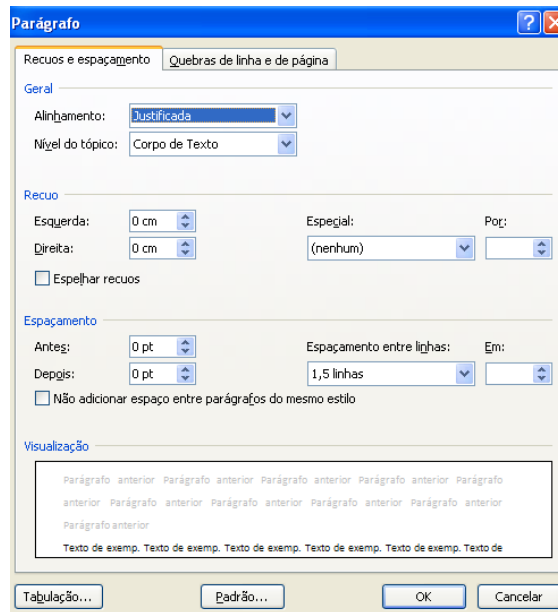 Parágrafo
Recuos e espaçamento Quebras de linha e de página
Geral
Alinhamento: Justificada
Nível do tópico: Corpo de Texto
Recuo
Esquerda: 0 cm Especial: Por:
Direita: 0 cm (nenhum)
Espelhar recuos
Espaçamento
Antes: 0 pt Espaçamento entre linhas: Em:
Depois: 0 pt 1,5 linhas
Não adicionar espaço entre parágrafos do mesmo estilo
Visualização
Parágrafo anterior Parágrafo anterior Parágrafo anterior Parágrafo anterior Parágrafo
anterior Parágrafo anterior Parágrafo anterior Parágrafo anterior Parágrafo anterior
Parágrafo anterior
Texto de exemp. Texto de exemp. Texto de exemp. Texto de exemp. Texto de exemp. Texto de
Tabulação... Padrão... OK Cancelar